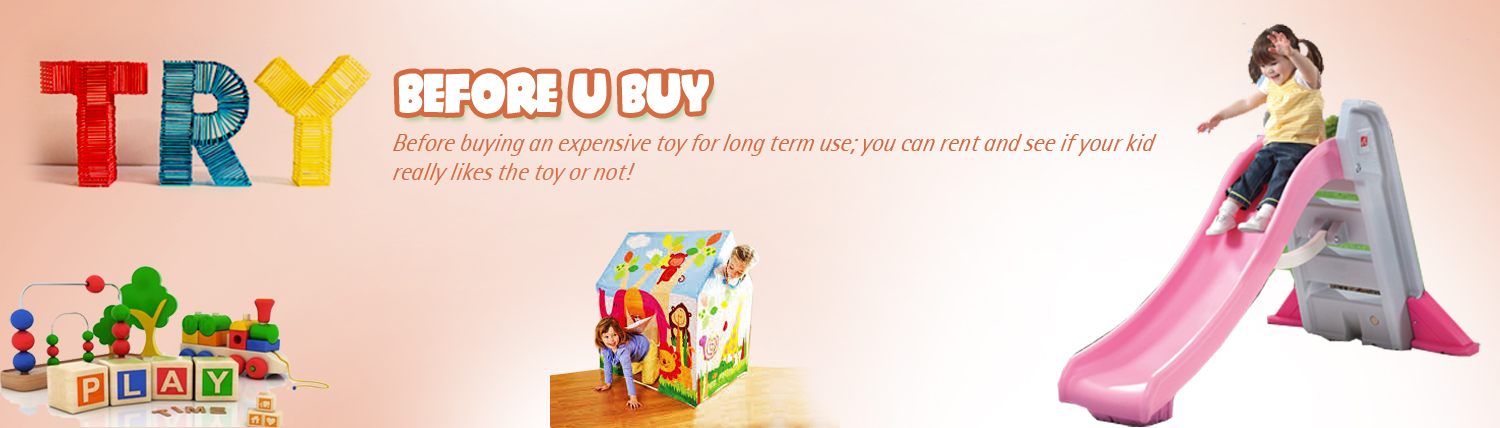 TRY
BEFORE U BUY
Before buying an expensive toy for long term use; you can rent and see if your kid
really likes the toy or not!
PLAY
TIME